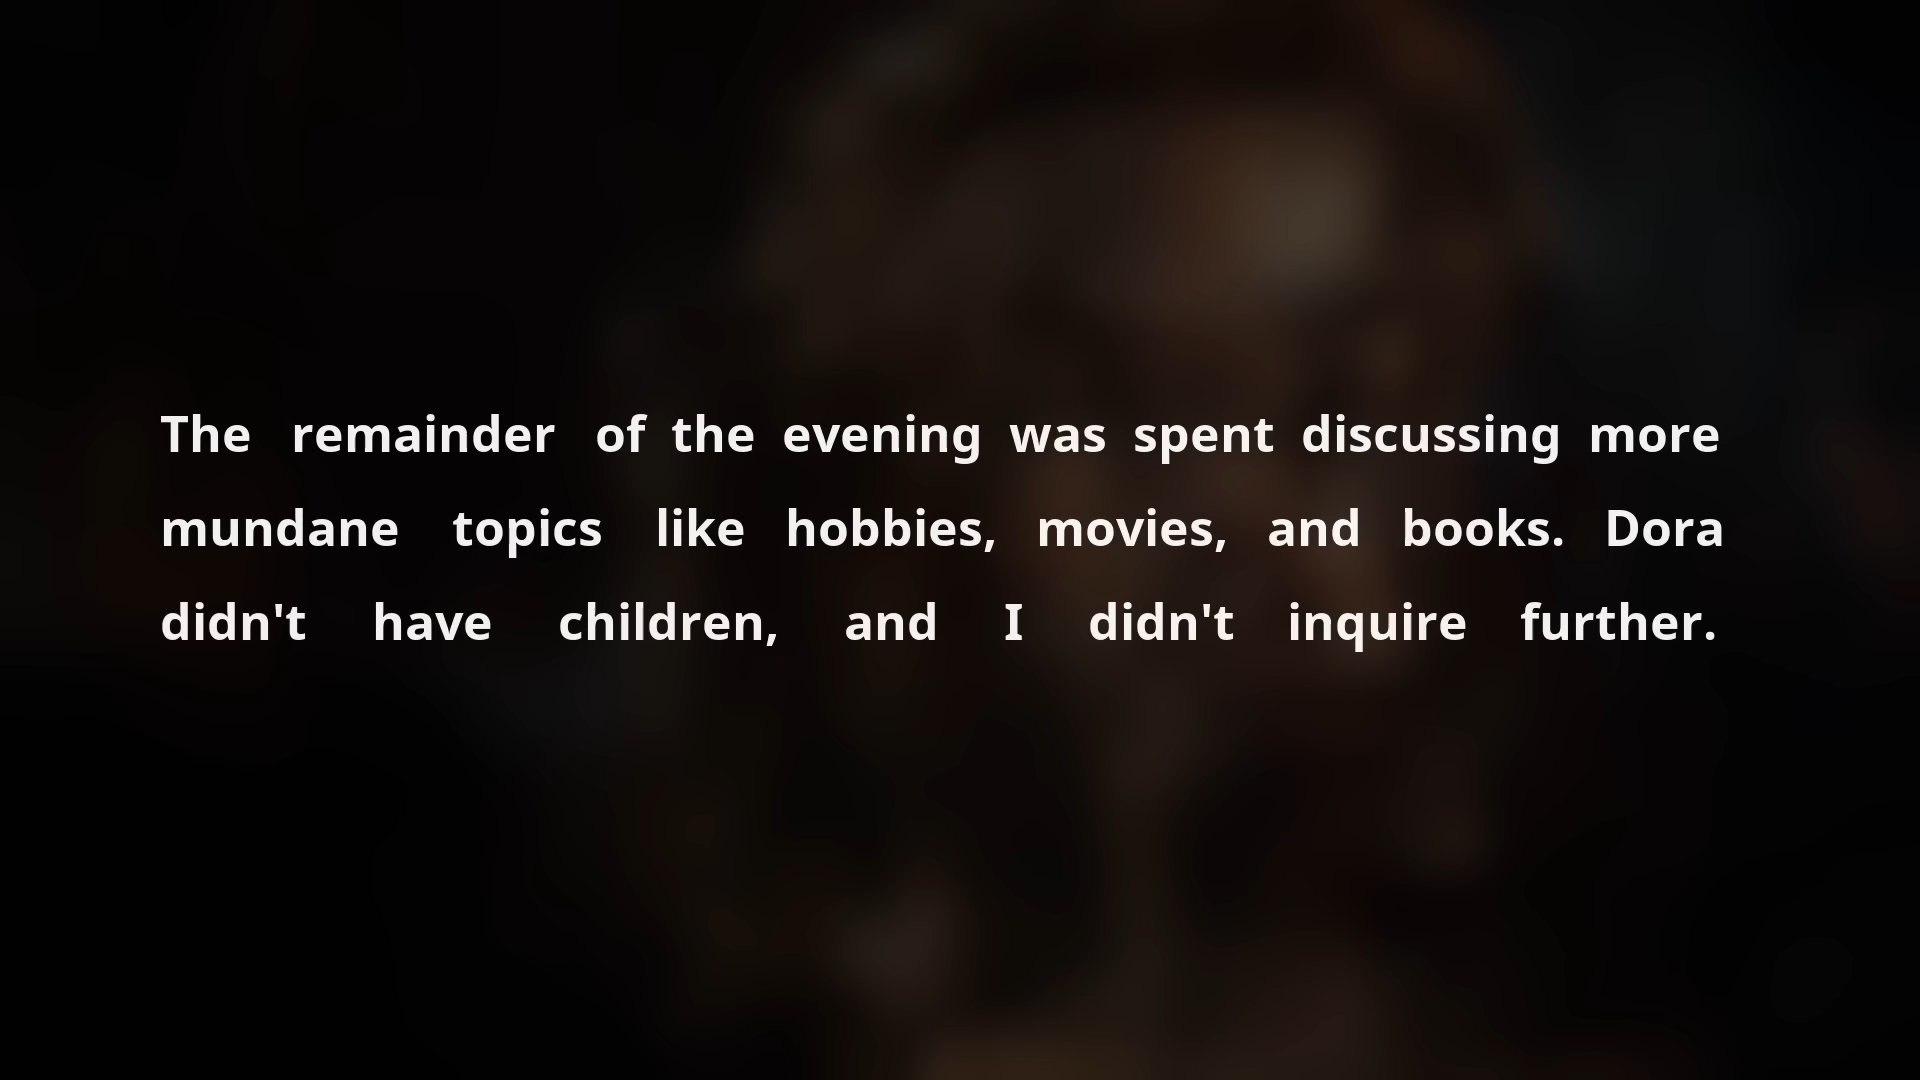 The remainder of the evening was spent discussing more
mundane topics like hobbies, movies, and books. Dora
didn't have children, and I didn't inquire further.